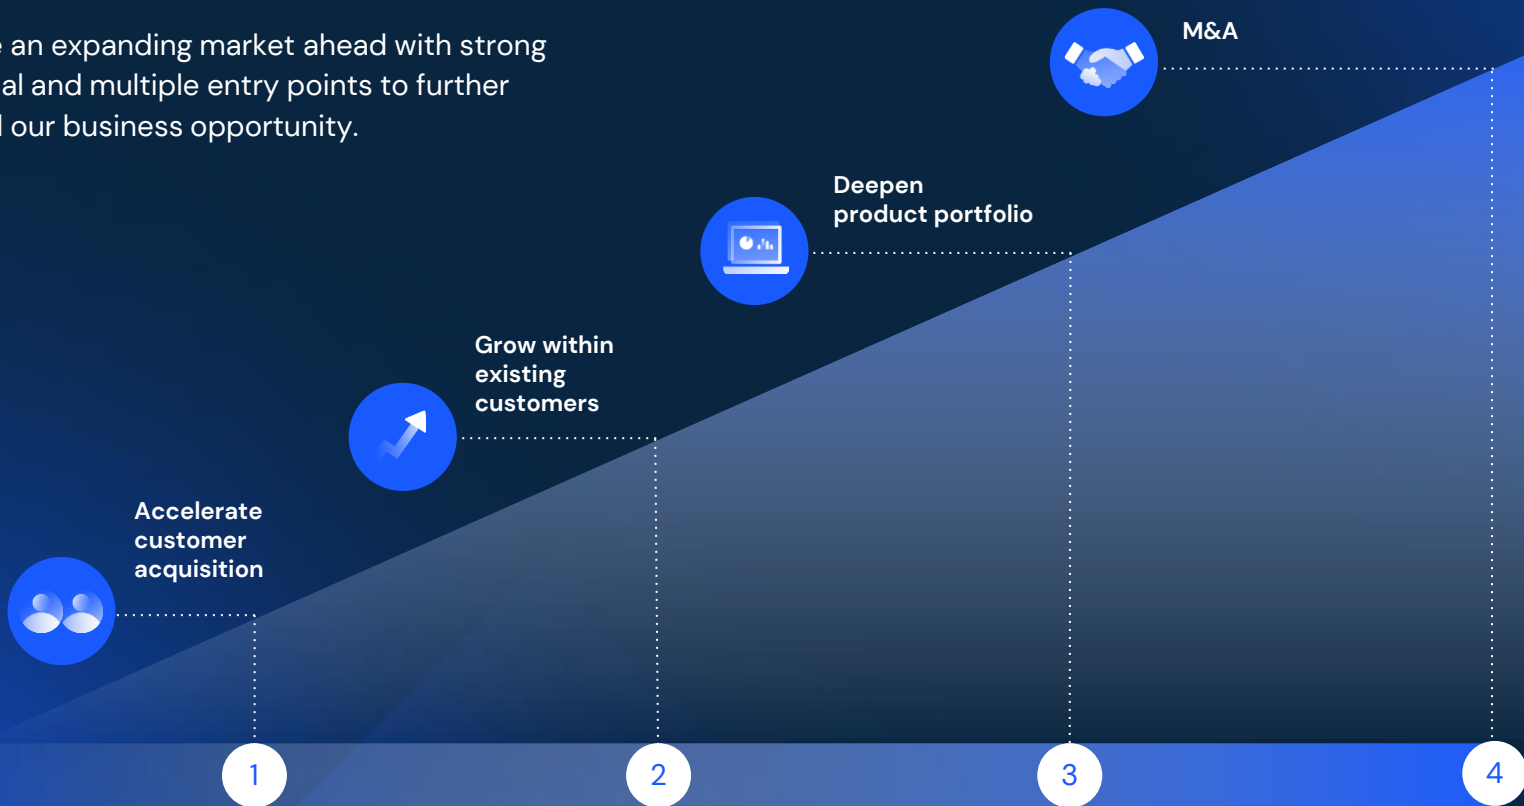 an expanding market ahead with strong
and multiple entry points to further
our business opportunity.
M&A
Deepen
product portfolio
Grow within
existing
customers
Accelerate
customer
acquisition
1
2
3
4